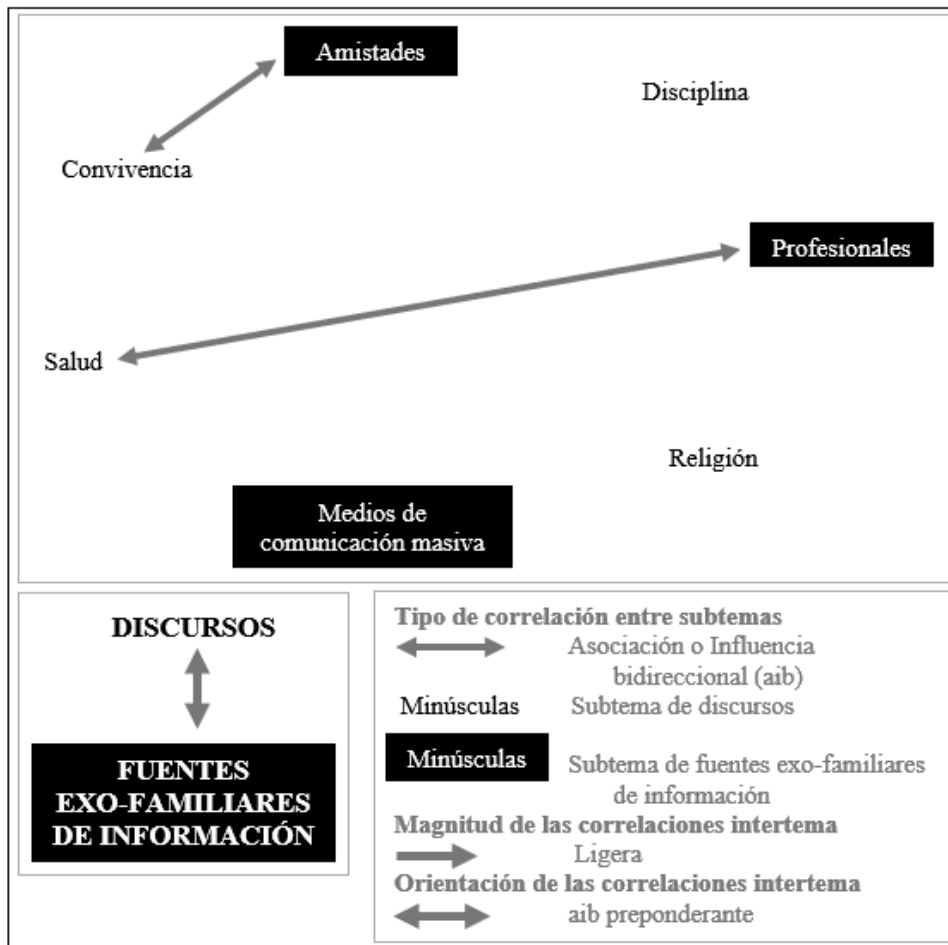 Amistades
Disciplina
Convivencia
Profesionales
Salud
Religión
Medios de
comunicación masiva
DISCURSOS
FUENTES
EXO-FAMILIARES
DE INFORMACIÓN
Tipo de correlación entre subtemas
Asociación o Influencia
bidireccional (aib)
Minúsculas Subtema de discursos
Minúsculas Subtema de fuentes exo-familiares
de información
Magnitud de las correlaciones intertema
Ligera
Orientación de las correlaciones intertema
aib preponderante